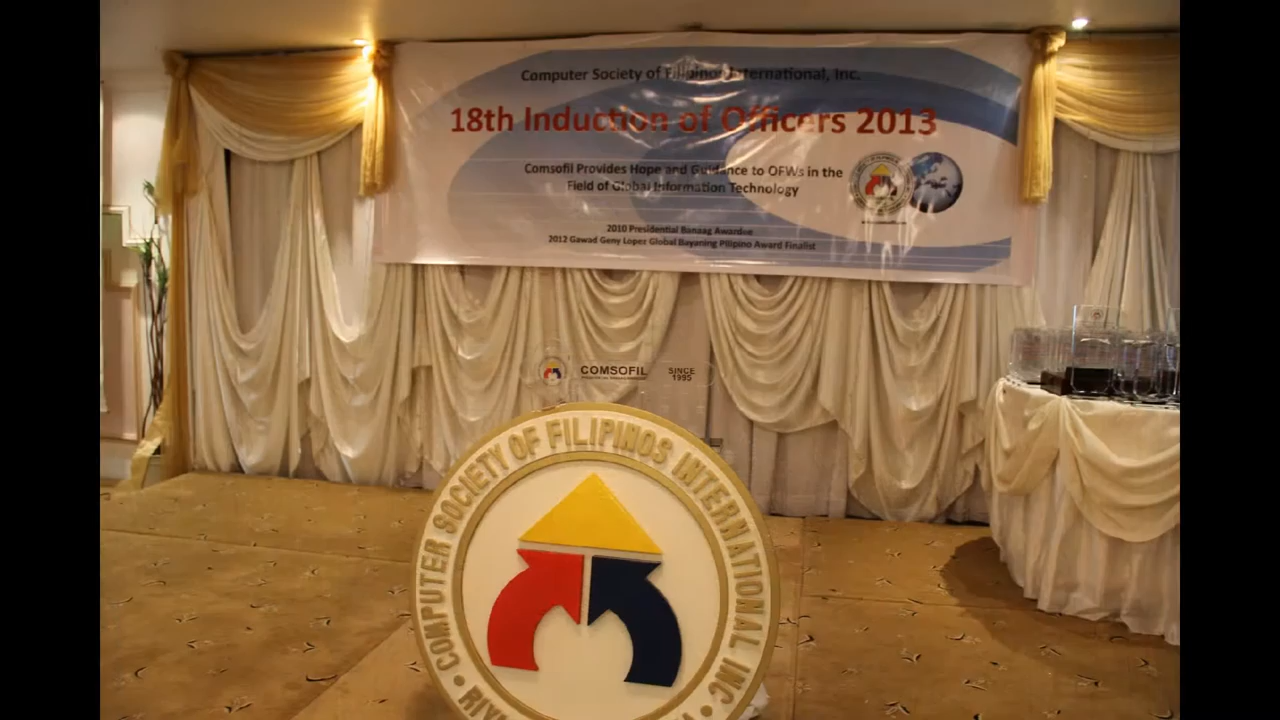 Computer Society of Filipinos International, Inc.
18th Induction of Officers 2013
Comsofil Provides Hope and Guidance to OFWs in the
Field of Global Information Technology
2010 Presidential Banaag Awardee
2012 Gawad Geny Lopez Global Bayaning Pilipino Award Finalist
COMSOFIL
SINCE
1995
COMPUTER SOCIETY OF FILIPINOS INTERNATIONAL INC